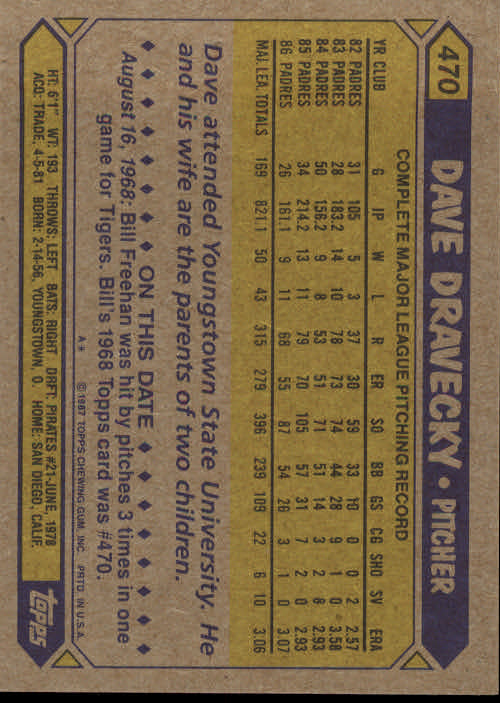 470 DAVE DRAVECKY • PITCHER
COMPLETE MAJOR LEAGUE PITCHING RECORD
YR CLUB G IP W L R ER SO BB GS CG SHO SV ERA
82 PADRES 31 105 5 3 37 30 59 33 10 0 0 2 2.57
83 PADRES 28 183.2 14 10 78 73 74 44 28 9 1 0 3.58
84 PADRES 50 156.2 9 8 53 51 71 51 14 3 2 8 2.93
85 PADRES 34 214.2 13 11 79 70 105 57 31 7 2 0 2.93
86 PADRES 26 161.1 9 11 68 55 87 54 26 3 1 0 3.07
MAJ. LEA. TOTALS 169 821.1 50 43 315 279 396 239 109 22 6 10 3.06
Dave attended Youngstown State University. He
and his wife are the parents of two children.
◆ ◆ ◆ ◆ ◆ ◆ ◆ ON THIS DATE ◆ ◆ ◆ ◆ ◆ ◆ ◆
August 16, 1968: Bill Freehan was hit by pitches 3 times in one
game for Tigers. Bill's 1968 Topps card was #470.
A* ©1987 TOPPS CHEWING GUM, INC. PRTD. IN U.S.A.
HT: 6'1" WT: 193 THROWS: LEFT BATS: RIGHT DRFT: PIRATES #21-JUNE, 1978
ACQ: TRADE, 4-5-81 BORN: 2-14-56, YOUNGSTOWN, O. HOME: SAN DIEGO, CALIF.
topps